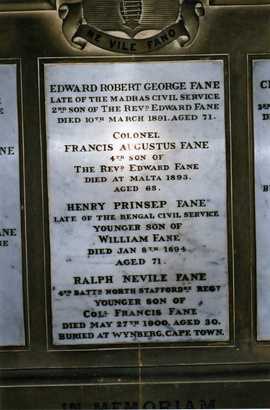 NE VILE FANO
EDWARD ROBERT GEORGE FANE
LATE OF THE MADRAS CIVIL SERVICE
2ND SON OF THE REVD EDWARD FANE
DIED 10TH MARCH 1891. AGED 71.
COLONEL
FRANCIS AUGUSTUS FANE
4TH SON OF
THE REVD EDWARD FANE
DIED AT MALTA 1893.
AGED 68.
HENRY PRINSEP FANE
LATE OF THE BENGAL CIVIL SERVICE
YOUNGER SON OF
WILLIAM FANE
DIED JAN 8TH 1894
AGED 71.
RALPH NEVILE FANE
4TH BATTN NORTH STAFFORDRE REGT
YOUNGER SON OF
COLL FRANCIS FANE
DIED MAY 27TH 1900. AGED 30.
BURIED AT WYNBERG, CAPE TOWN.
IN MEMORIAM